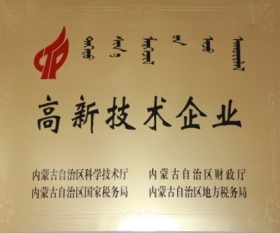 高新技术企业
内蒙古自治区科学技术厅 内蒙古自治区财政厅
内蒙古自治区国家税务局 内蒙古自治区地方税务局